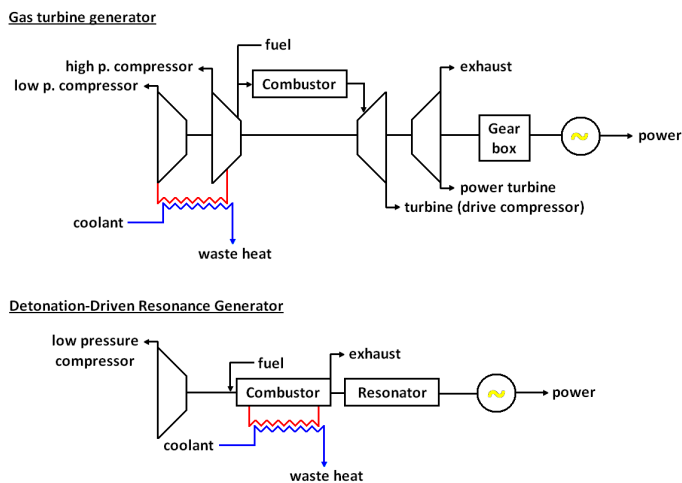 Gas turbine generator
fuel
high p. compressor
exhaust
low p. compressor
Combustor
Gear
box
power
power turbine
turbine (drive compressor)
coolant
waste heat
Detonation-Driven Resonance Generator
low pressure
compressor
exhaust
fuel
Combustor
Resonator
power
coolant
waste heat